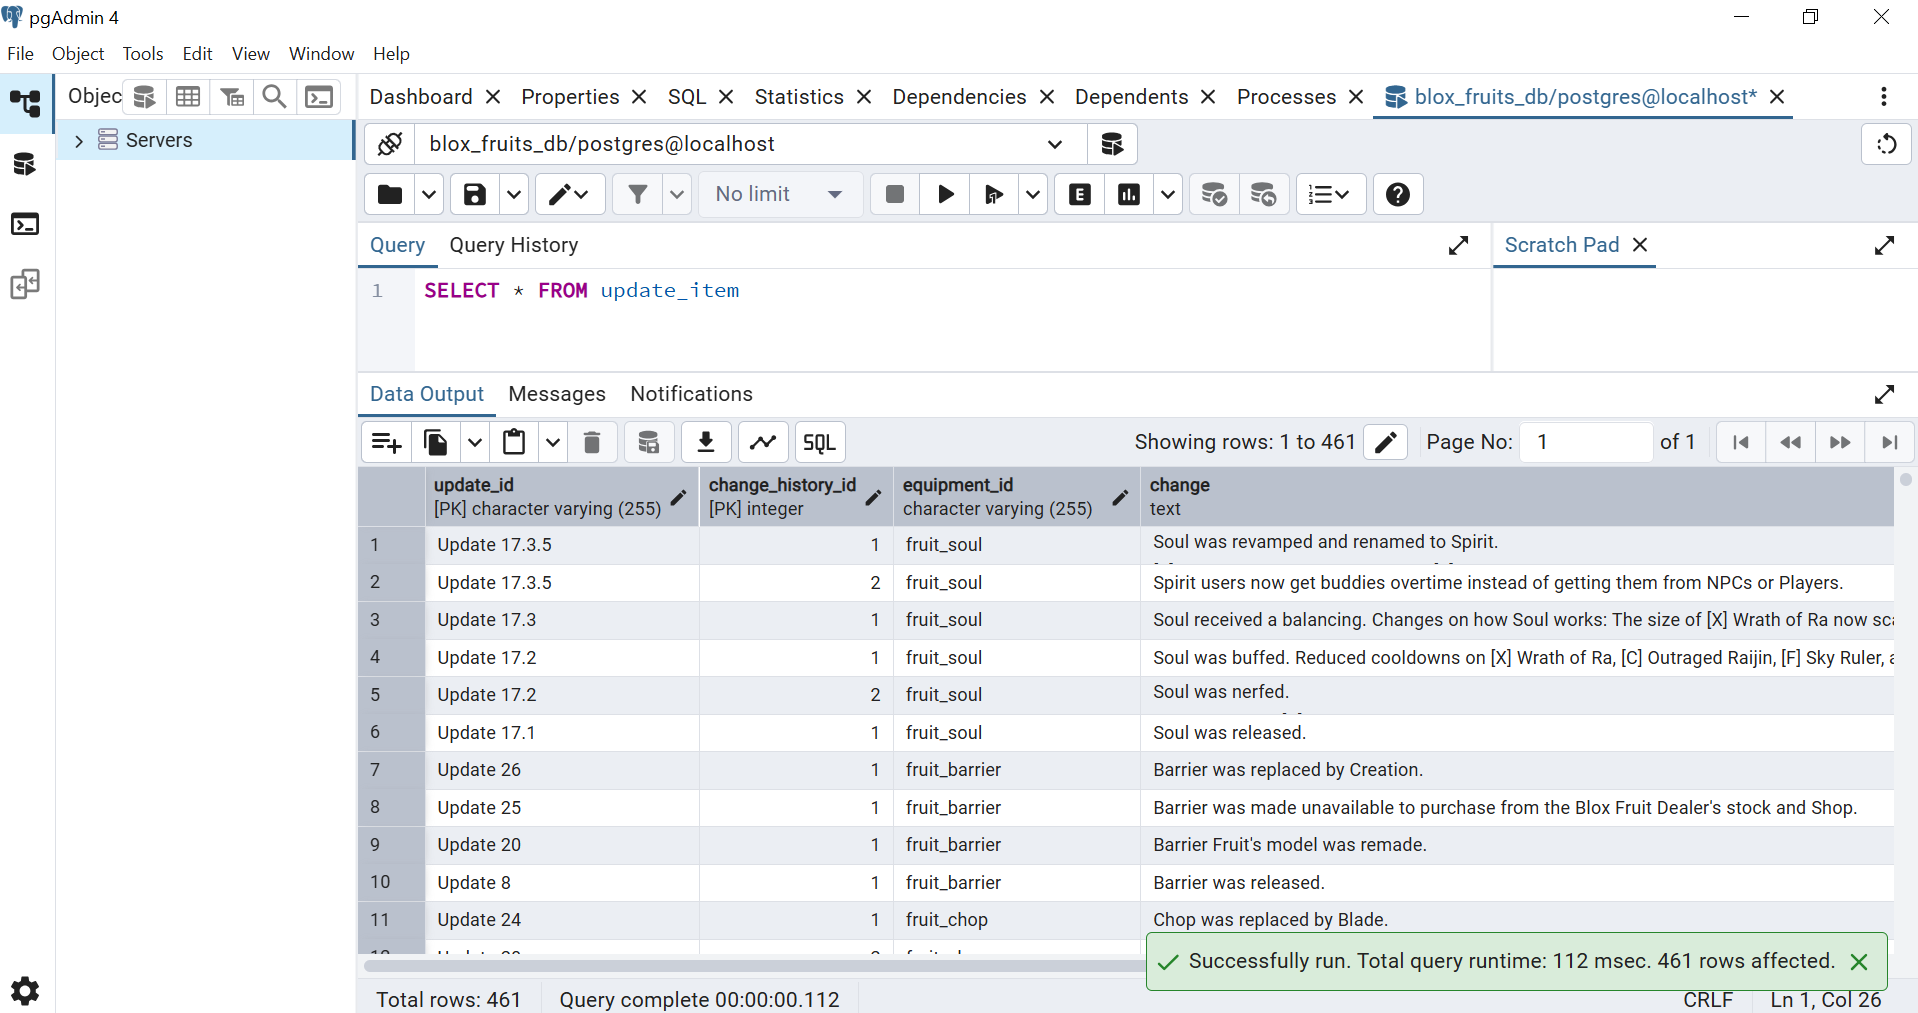 pgAdmin 4
File Object Tools Edit View Window Help
Objec
Dashboard Properties SQL Statistics Dependencies Dependents Processes blox_fruits_db/postgres@localhost*
Servers
blox_fruits_db/postgres@localhost
No limit
E
Query Query History
Scratch Pad
1 SELECT * FROM update_item
Data Output Messages Notifications
SQL
Showing rows: 1 to 461 Page No: 1 of 1
update_id change_history_id equipment_id change
[PK] character varying (255) [PK] integer character varying (255) text
1 Update 17.3.5 1 fruit_soul Soul was revamped and renamed to Spirit.
2 Update 17.3.5 2 fruit_soul Spirit users now get buddies overtime instead of getting them from NPCs or Players.
3 Update 17.3 1 fruit_soul Soul received a balancing. Changes on how Soul works: The size of [X] Wrath of Ra now
4 Update 17.2 1 fruit_soul Soul was buffed. Reduced cooldowns on [X] Wrath of Ra, [C] Outraged Raijin, [F] Sky Ruler,
5 Update 17.2 2 fruit_soul Soul was nerfed.
6 Update 17.1 1 fruit_soul Soul was released.
7 Update 26 1 fruit_barrier Barrier was replaced by Creation.
8 Update 25 1 fruit_barrier Barrier was made unavailable to purchase from the Blox Fruit Dealer's stock and Shop.
9 Update 20 1 fruit_barrier Barrier Fruit's model was remade.
10 Update 8 1 fruit_barrier Barrier was released.
11 Update 24 1 fruit_chop Chop was replaced by Blade.
Successfully run. Total query runtime: 112 msec. 461 rows affected.
Total rows: 461 Query complete 00:00:00.112 CRLF Ln 1, Col 26